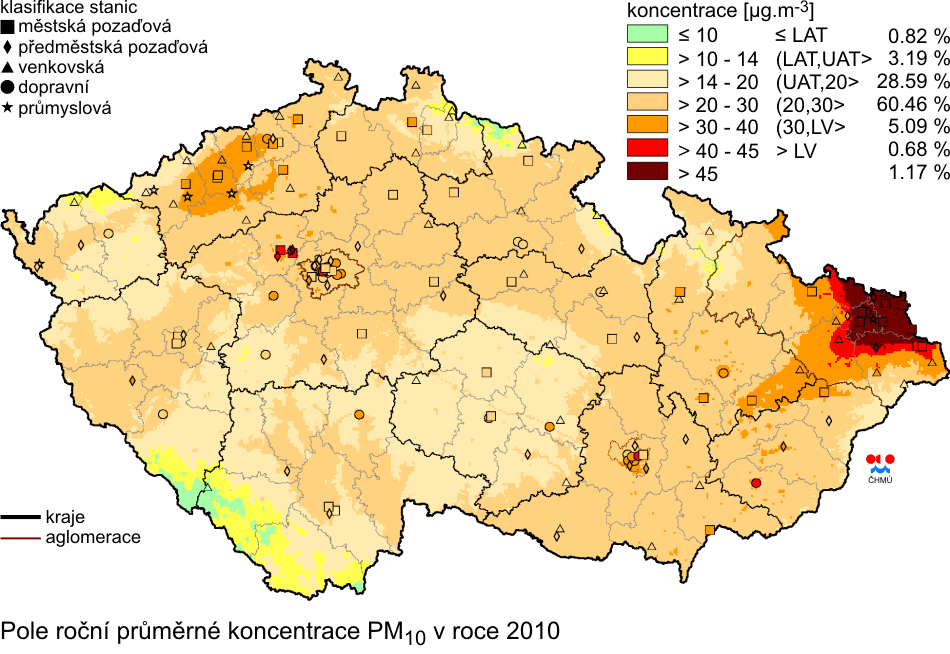 klasifikace stanic
městská pozaďová
předměstská pozaďová
venkovská
dopravní
průmyslová
koncentrace [µg.m-3]
≤ 10 ≤ LAT 0.82 %
> 10 - 14 (LAT,UAT> 3.19 %
> 14 - 20 (UAT,20> 28.59 %
> 20 - 30 (20,30> 60.46 %
> 30 - 40 (30,LV> 5.09 %
> 40 - 45 > LV 0.68 %
> 45 1.17 %
ČHMÚ
kraje
aglomerace
Pole roční průměrné koncentrace PM10 v roce 2010